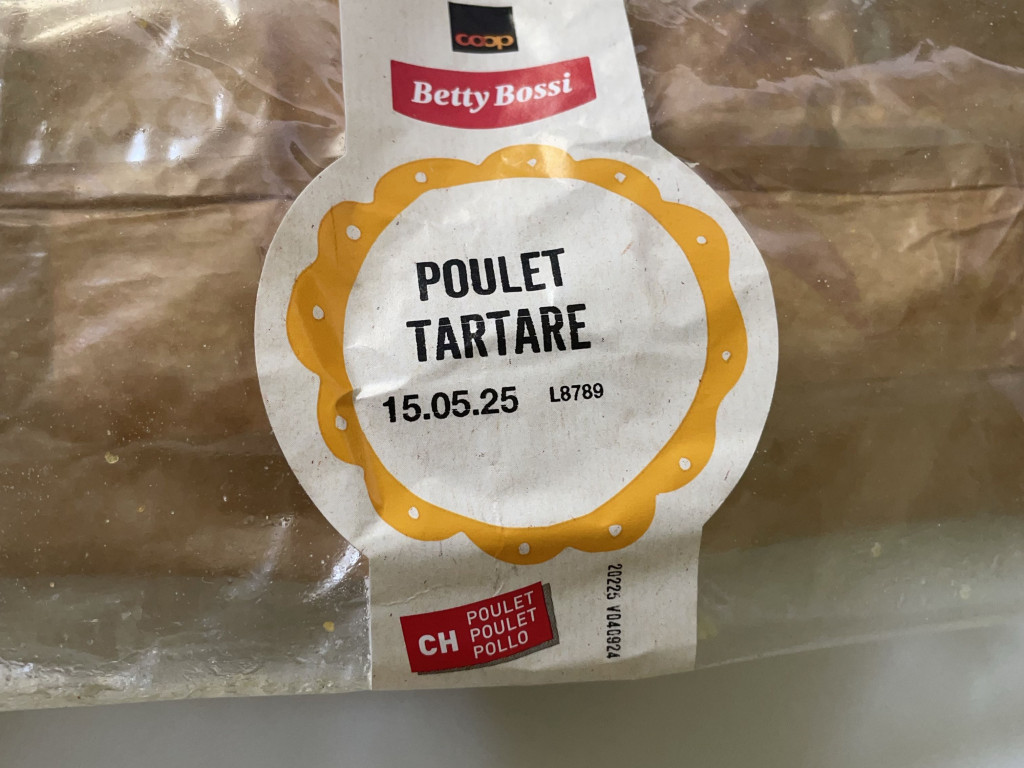 coop
Betty Bossi
POULET
TARTARE
15.05.25 L8789
CH
POULET
POULET
POLLO
20225 V040924